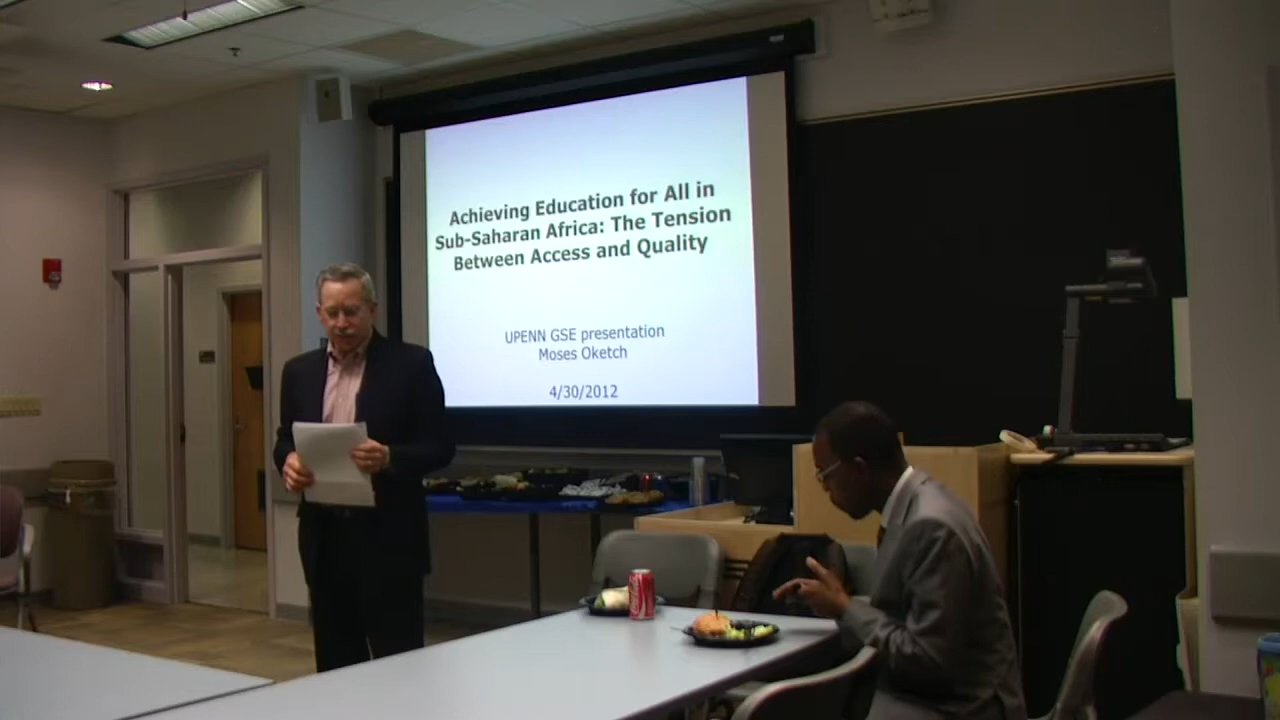 Achieving Education for All in
Sub-Saharan Africa: The Tension
Between Access and Quality
UPENN GSE presentation
Moses Oketch
4/30/2012